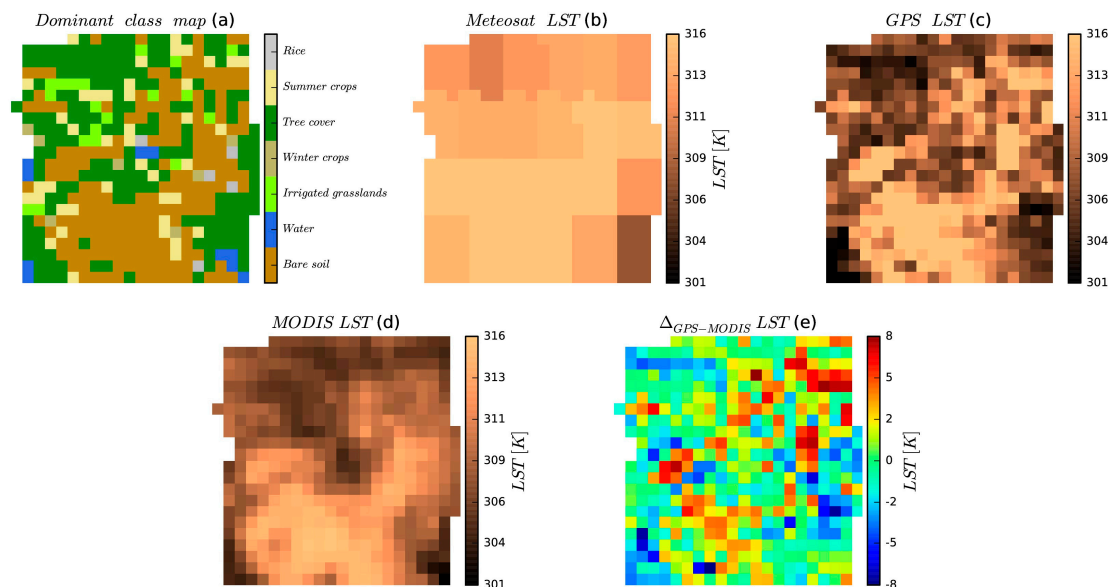 Dominant class map (a)
Rice
Summer crops
Tree cover
Winter crops
Irrigated grasslands
Water
Bare soil
Meteosat LST (b)
316
313
311
309
306
304
301
LST [K]
GPS LST (c)
316
313
311
309
306
304
301
LST [K]
MODIS LST (d)
316
313
311
309
306
304
301
LST [K]
Δ_{GPS−MODIS} LST (e)
8
5
2
0
-2
-5
-8
LST [K]